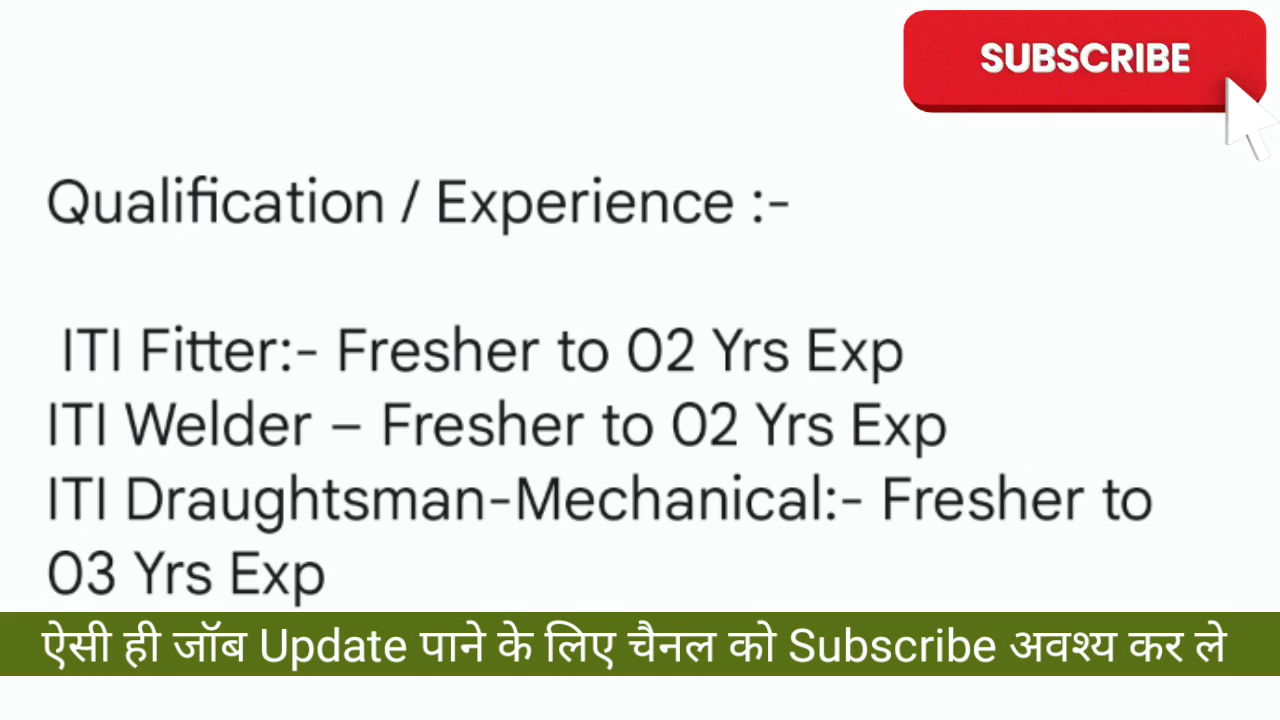 SUBSCRIBE
Qualification / Experience :-
ITI Fitter:- Fresher to 02 Yrs Exp
ITI Welder – Fresher to 02 Yrs Exp
ITI Draughtsman-Mechanical:- Fresher to
03 Yrs Exp
ऐसी ही जॉब Update पाने के लिए चैनल को Subscribe अवश्य कर ले